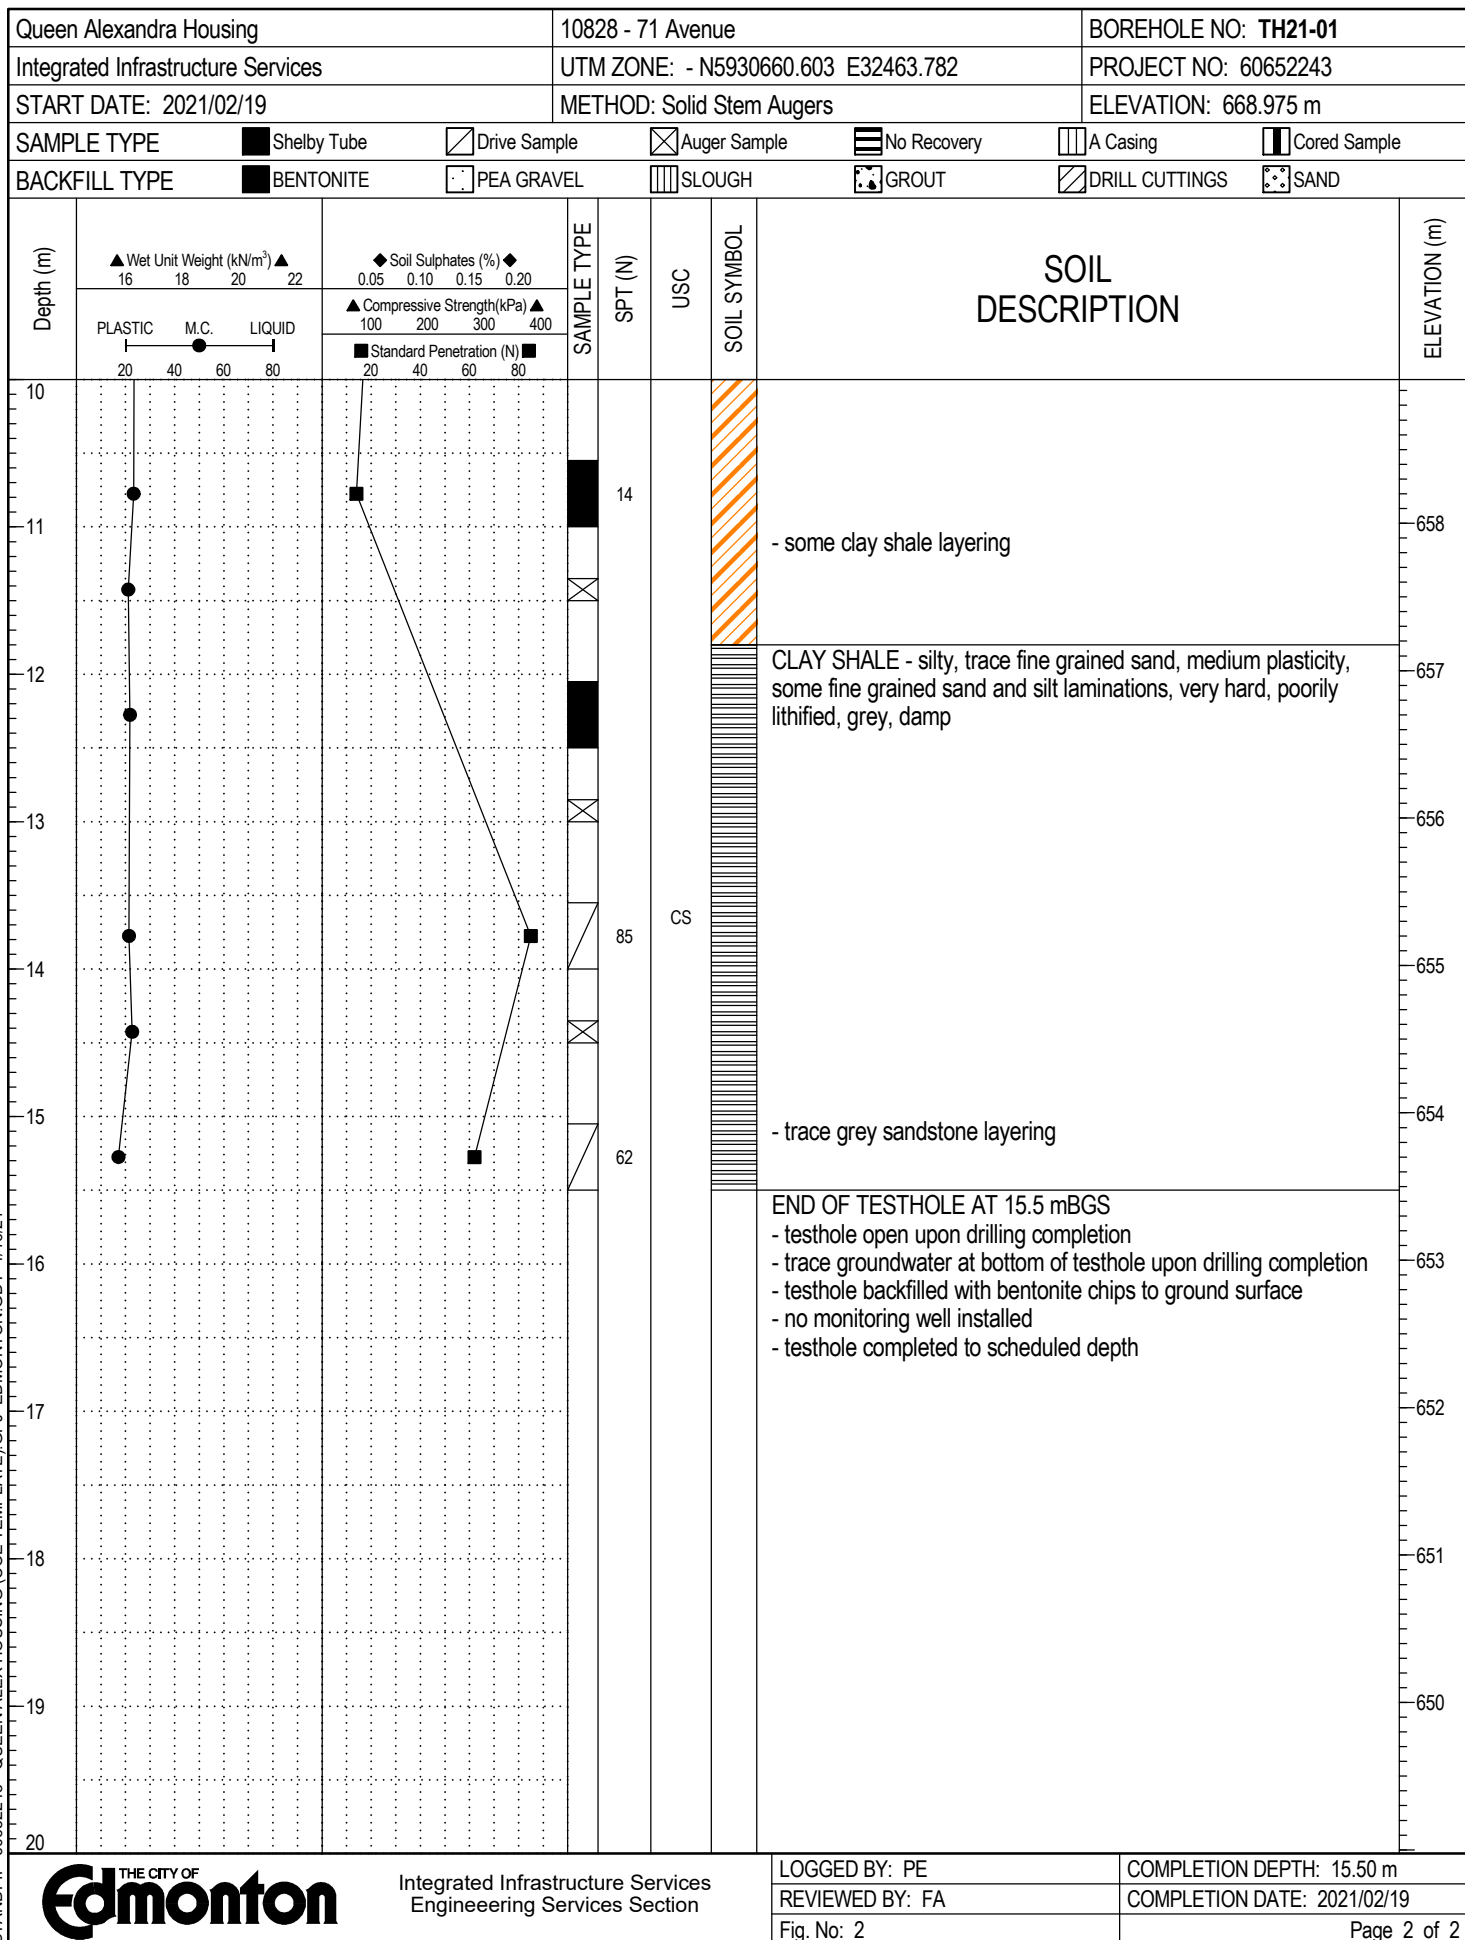 Queen Alexandra Housing
10828 - 71 Avenue
BOREHOLE NO: TH21-01
Integrated Infrastructure Services
UTM ZONE: - N5930660.603 E32463.782
PROJECT NO: 60652243
START DATE: 2021/02/19
METHOD: Solid Stem Augers
ELEVATION: 668.975 m
SAMPLE TYPE
Shelby Tube
Drive Sample
Auger Sample
No Recovery
A Casing
Cored Sample
BACKFILL TYPE
BENTONITE
PEA GRAVEL
SLOUGH
GROUT
DRILL CUTTINGS
SAND
Depth (m)
Wet Unit Weight (kN/m³)
16 18 20 22
PLASTIC M.C. LIQUID
20 40 60 80
Soil Sulphates (%)
0.05 0.10 0.15 0.20
Compressive Strength(kPa)
100 200 300 400
Standard Penetration (N)
20 40 60 80
SAMPLE TYPE
SPT (N)
USC
SOIL SYMBOL
SOIL
DESCRIPTION
ELEVATION (m)
10
14
11
658
- some clay shale layering
CLAY SHALE - silty, trace fine grained sand, medium plasticity,
some fine grained sand and silt laminations, very hard, poorily
lithified, grey, damp
12
657
13
656
CS
85
14
655
15
654
- trace grey sandstone layering
62
END OF TESTHOLE AT 15.5 mBGS
- testhole open upon drilling completion
- trace groundwater at bottom of testhole upon drilling completion
- testhole backfilled with bentonite chips to ground surface
- no monitoring well installed
- testhole completed to scheduled depth
16
653
17
652
18
651
19
650
20
THE CITY OF
Edmonton
Integrated Infrastructure Services
Engineeering Services Section
LOGGED BY: PE
COMPLETION DEPTH: 15.50 m
REVIEWED BY: FA
COMPLETION DATE: 2021/02/19
Fig. No: 2
Page 2 of 2